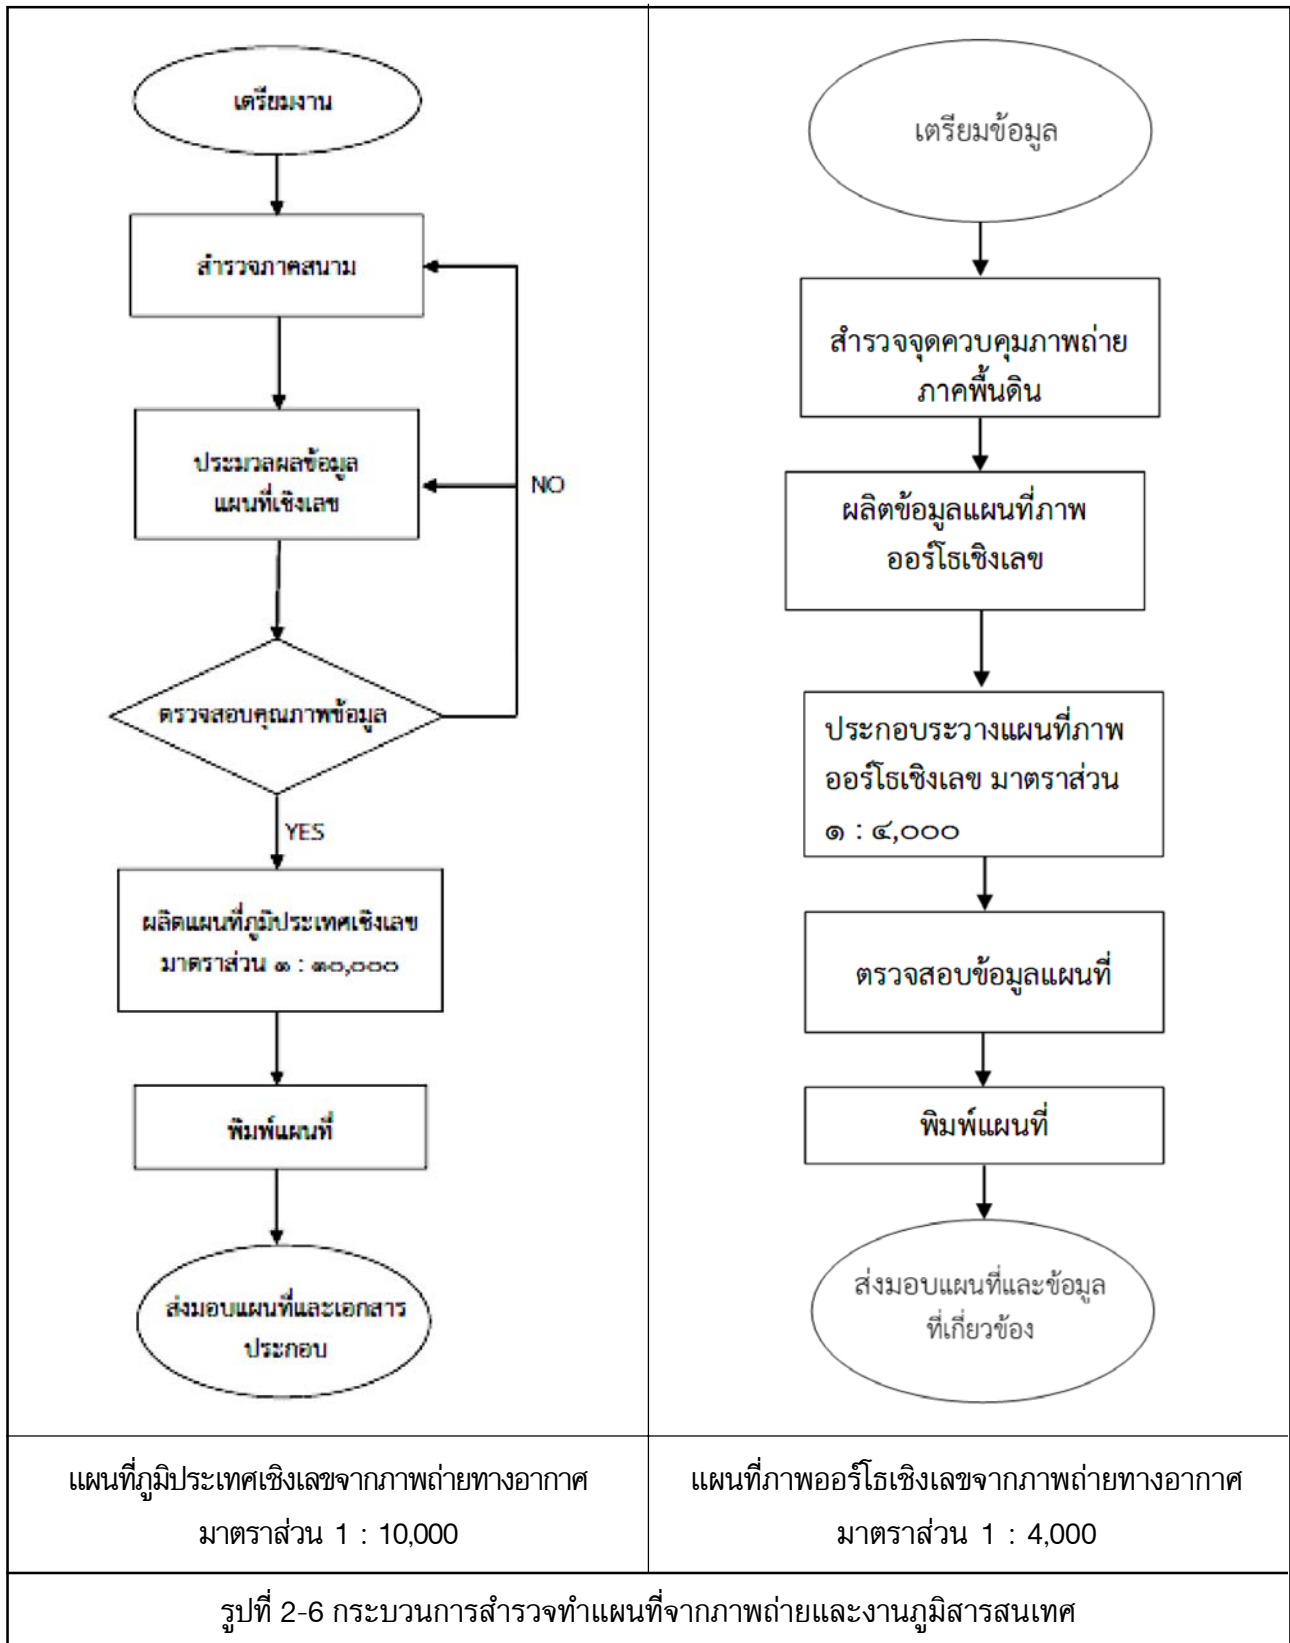 เตรียมงาน
สำรวจภาคสนาม
ประมวลผลข้อมูล
แผนที่เชิงเลข
NO
ตรวจสอบคุณภาพข้อมูล
YES
ผลิตแผนที่ภูมิประเทศเชิงเลข
มาตราส่วน ๑ : ๑๐,๐๐๐
พิมพ์แผนที่
ส่งมอบแผนที่และเอกสาร
ประกอบ
แผนที่ภูมิประเทศเชิงเลขจากภาพถ่ายทางอากาศ
มาตราส่วน 1 : 10,000
เตรียมข้อมูล
สำรวจจุดควบคุมภาพถ่าย
ภาคพื้นดิน
ผลิตข้อมูลแผนที่ภาพ
ออร์โธเชิงเลข
ประกอบระวางแผนที่ภาพ
ออร์โธเชิงเลข มาตราส่วน
๑ : ๔,๐๐๐
ตรวจสอบข้อมูลแผนที่
พิมพ์แผนที่
ส่งมอบแผนที่และข้อมูล
ที่เกี่ยวข้อง
แผนที่ภาพออร์โธเชิงเลขจากภาพถ่ายทางอากาศ
มาตราส่วน 1 : 4,000
รูปที่ 2-6 กระบวนการสำรวจทำแผนที่จากภาพถ่ายและงานภูมิสารสนเทศ